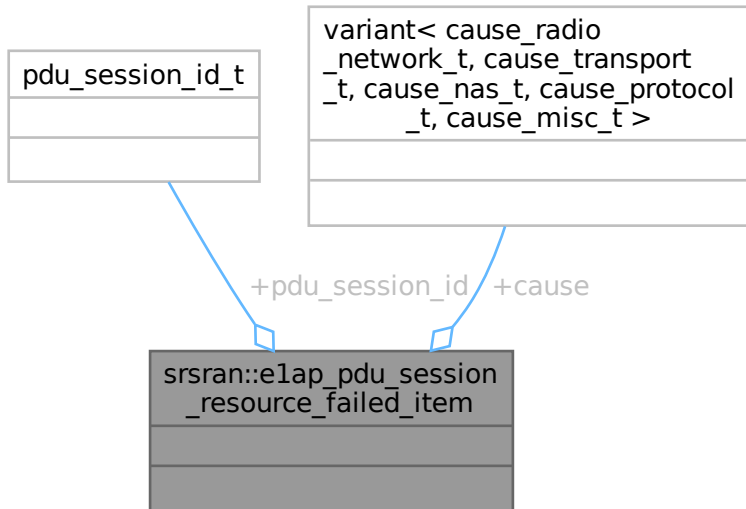 pdu_session_id_t
variant< cause_radio
_network_t, cause_transport
_t, cause_nas_t, cause_protocol
_t, cause_misc_t >
+pdu_session_id
+cause
srsran::e1ap_pdu_session
_resource_failed_item